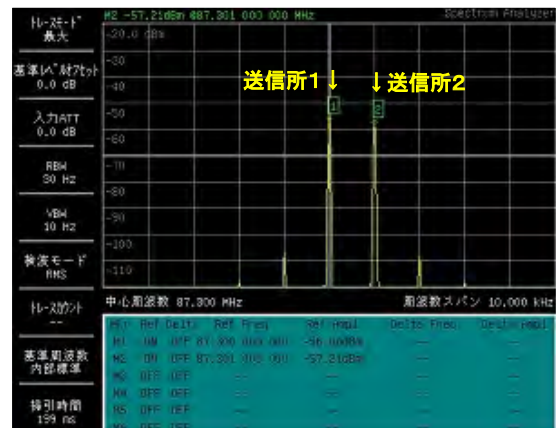 トレースモード
最大
M2 -57.21dBm @87.301 000 000 MHz
Spectrum Analyzer
-20.0 dBm
基準レベルオフセット
0.0 dB
-30
-40
送信所1↓
↓送信所2
入力ATT
0.0 dB
-50
1
2
-60
RBW
30 Hz
-70
-80
VBW
10 Hz
-90
-100
検波モード
RMS
-110
中心周波数 87.300 MHz
周波数スパン 10.000 kHz
トレースカウント
--
Mkr Ref Delta Ref Freq Ref Ampl Delta Freq Delta Ampl
M1 ON OFF 87.300 000 000
M2 ON OFF 87.301 000 000 -57.21dBm
M3 OFF OFF
M4 OFF OFF
M5 OFF OFF
基準周波数
内部標準
掃引時間